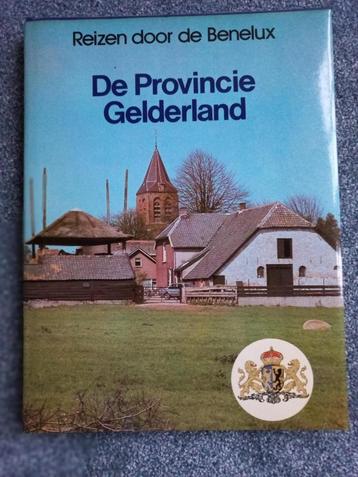 Reizen door de Benelux
De Provincie
Gelderland